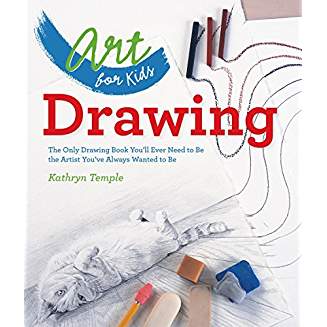 Art
for Kids
Drawing
The Only Drawing Book You'll Ever Need to Be
the Artist You've Always Wanted to Be
Kathryn Temple